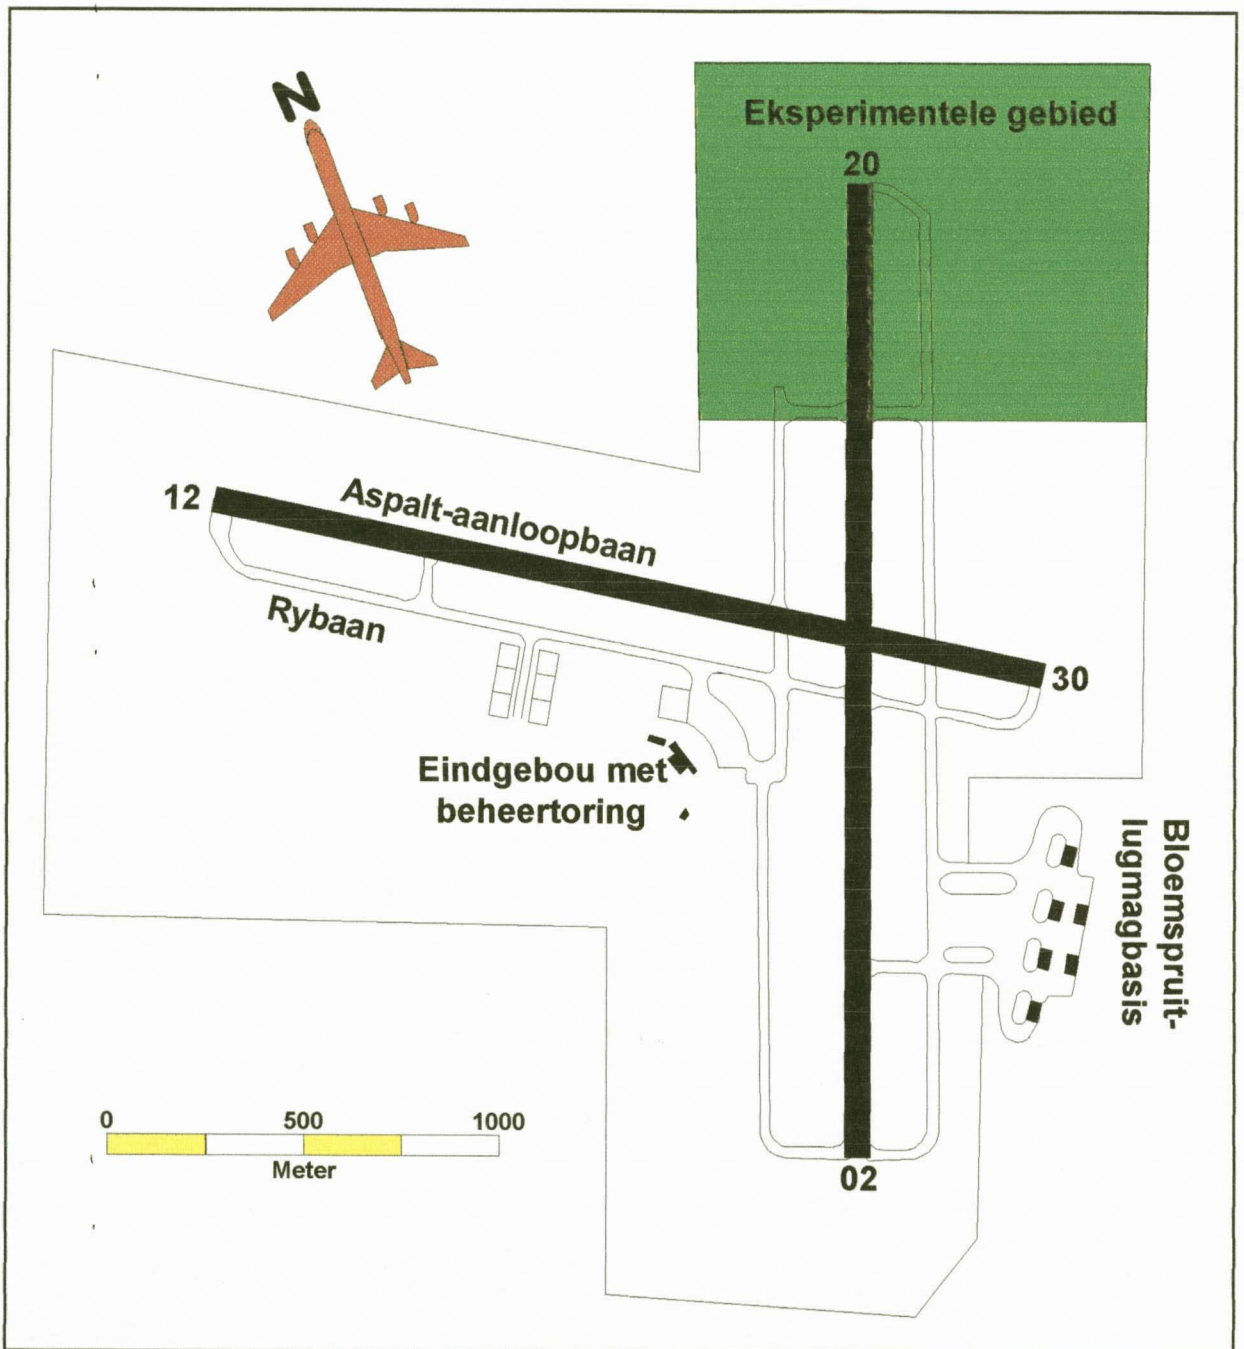 N
Eksperimentele gebied
20
12
Aspalt-aanloopbaan
Rybaan
30
Eindgebou met
beheertoring
Bloemspruit-
lugmagbasis
0 500 1000
Meter
02